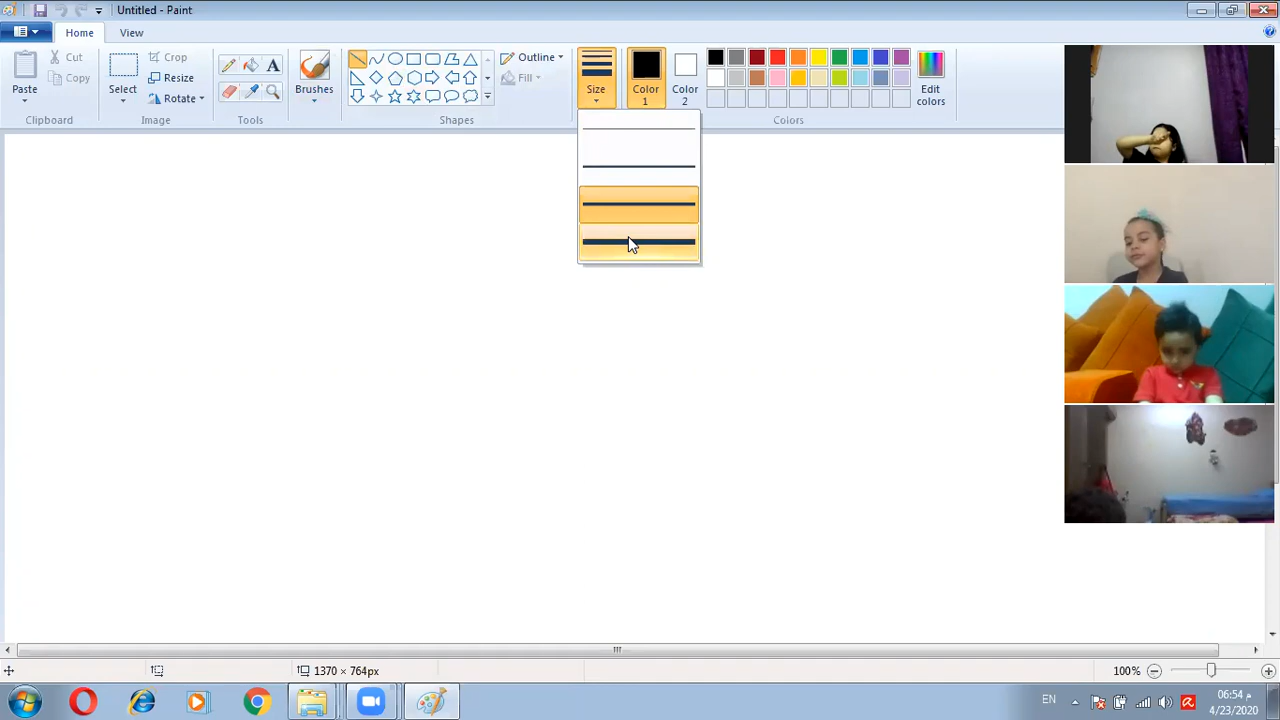 Untitled - Paint
Home
View
Paste
Cut
Copy
Clipboard
Select
Crop
Resize
Rotate
Image
A
Tools
Brushes
Outline
Fill
Shapes
Size
Color
1
Color
2
Colors
Edit
colors
1370 × 764px
100%
EN
06:54 م
4/23/2020